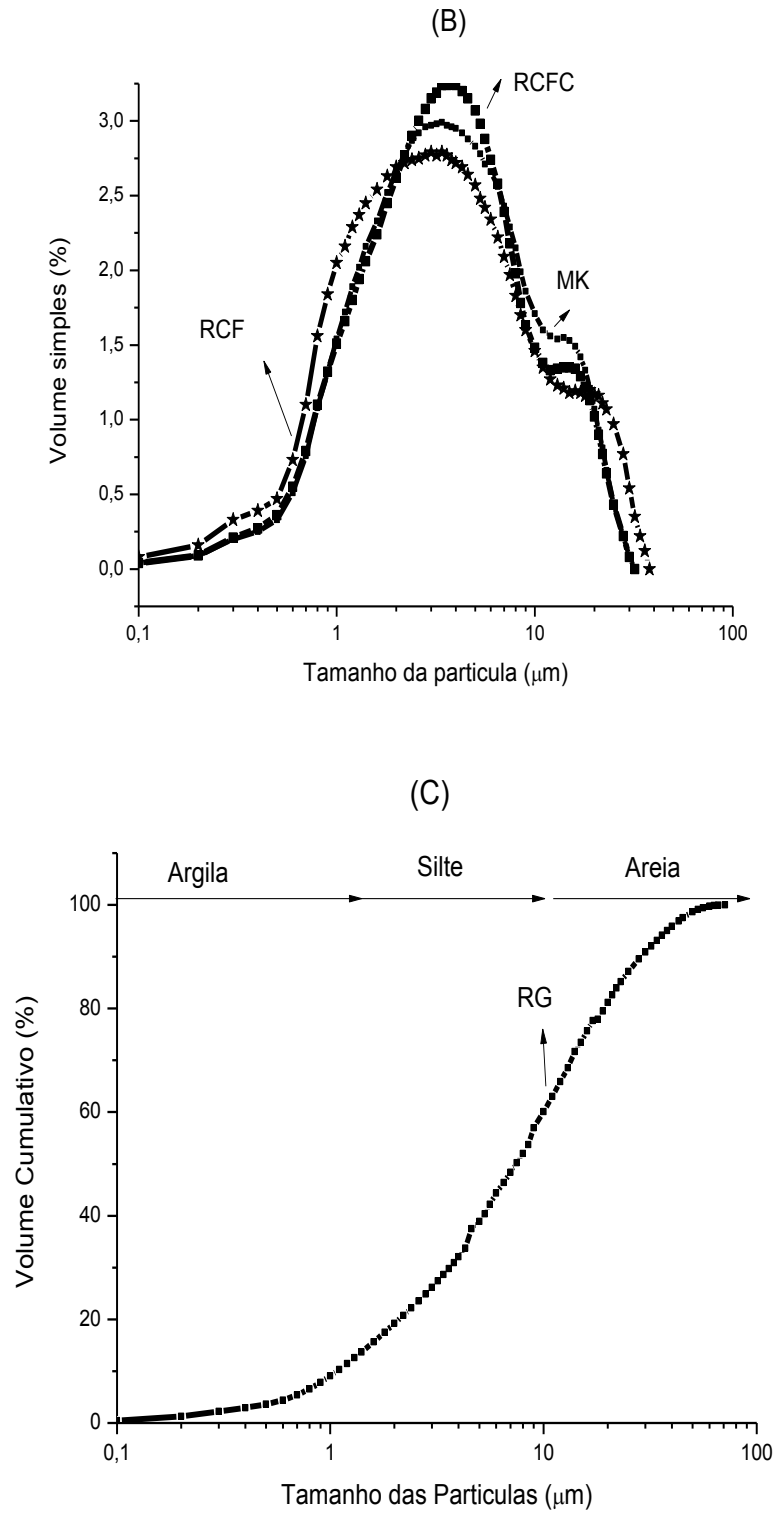 (B)
RCFC
3,0
2,5
2,0
1,5
1,0
0,5
0,0
Volume simples (%)
RCF
MK
0,1
1
10
100
Tamanho da particula (μm)
(C)
Argila
Silte
Areia
100
80
60
40
20
0
Volume Cumulativo (%)
RG
0,1
1
10
100
Tamanho das Particulas (μm)